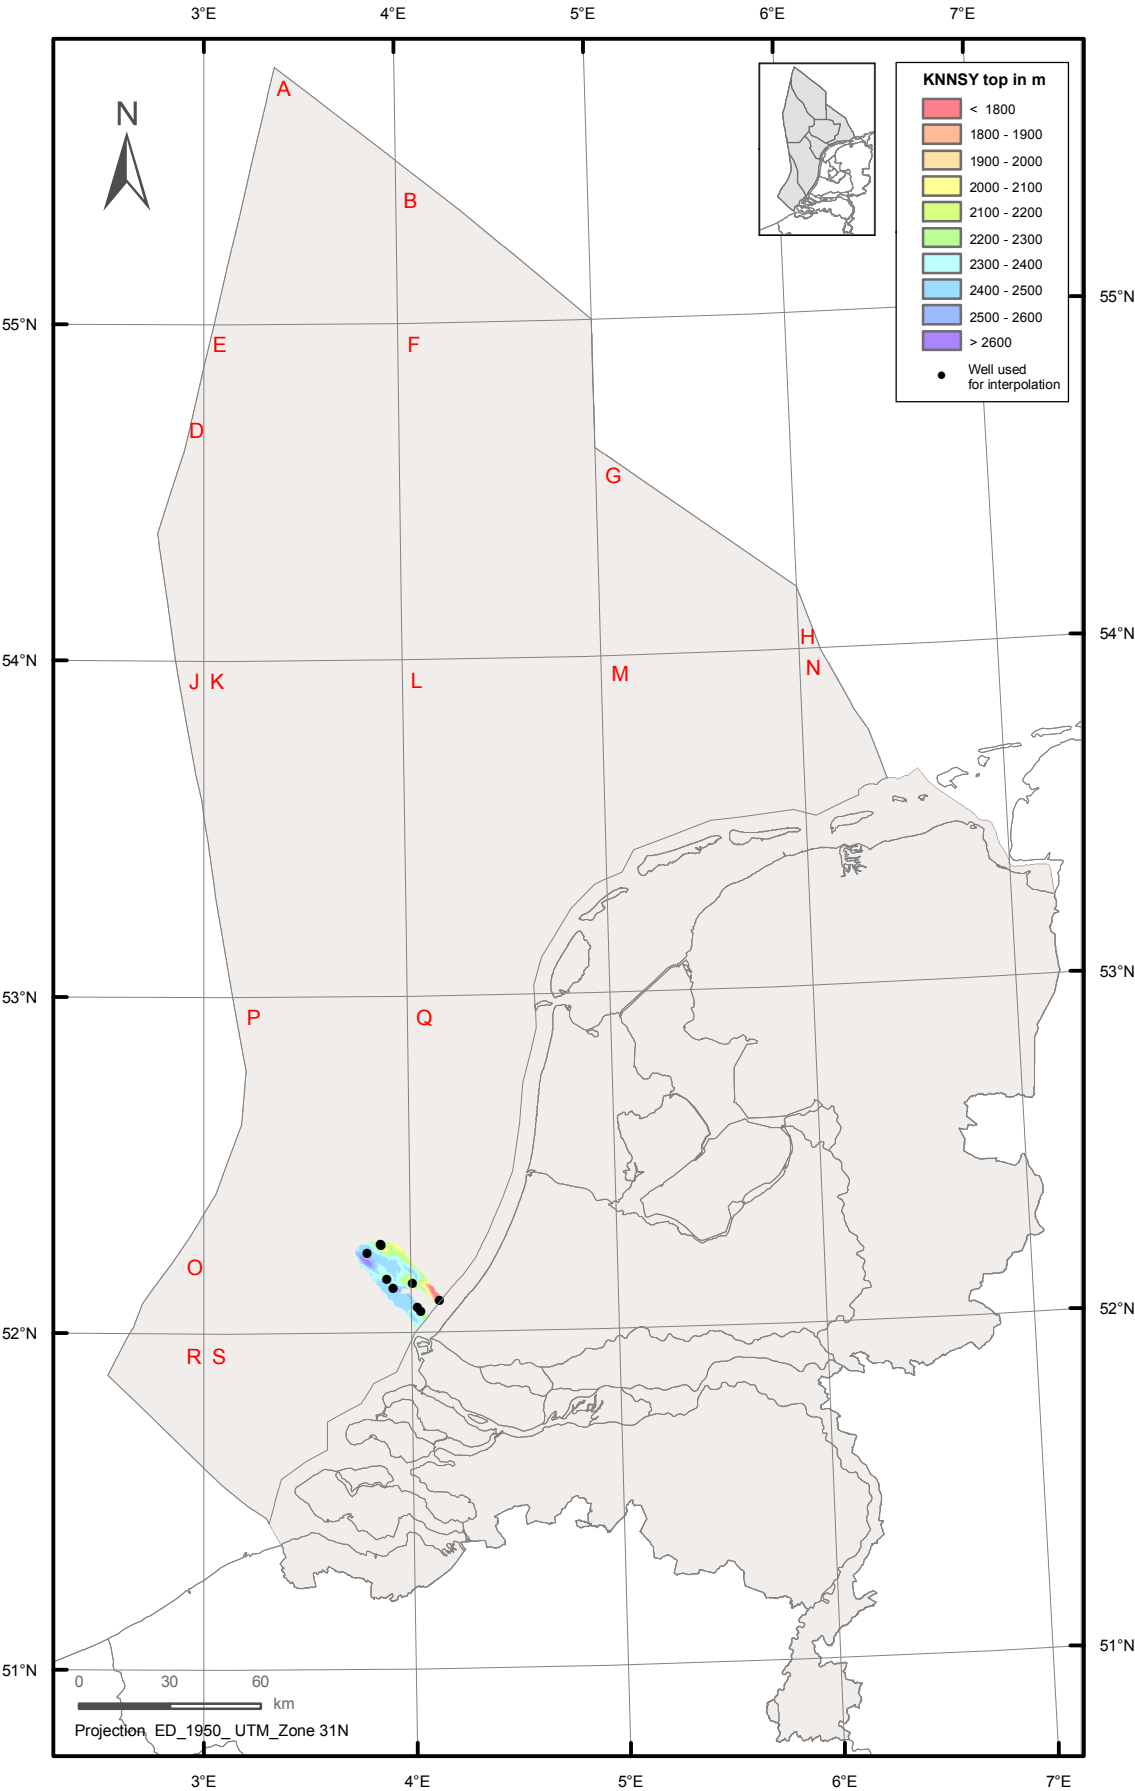 3°E 4°E 5°E 6°E 7°E
N
KNNSY top in m
< 1800
1800 - 1900
1900 - 2000
2000 - 2100
2100 - 2200
2200 - 2300
2300 - 2400
2400 - 2500
2500 - 2600
> 2600
Well used
for interpolation
A
B
55°N 55°N
E F
D
G
H
54°N 54°N
J K L M N
53°N 53°N
P Q
O
52°N 52°N
R S
51°N 51°N
0 30 60
km
Projection ED_1950_ UTM_Zone 31N
3°E 4°E 5°E 6°E 7°E